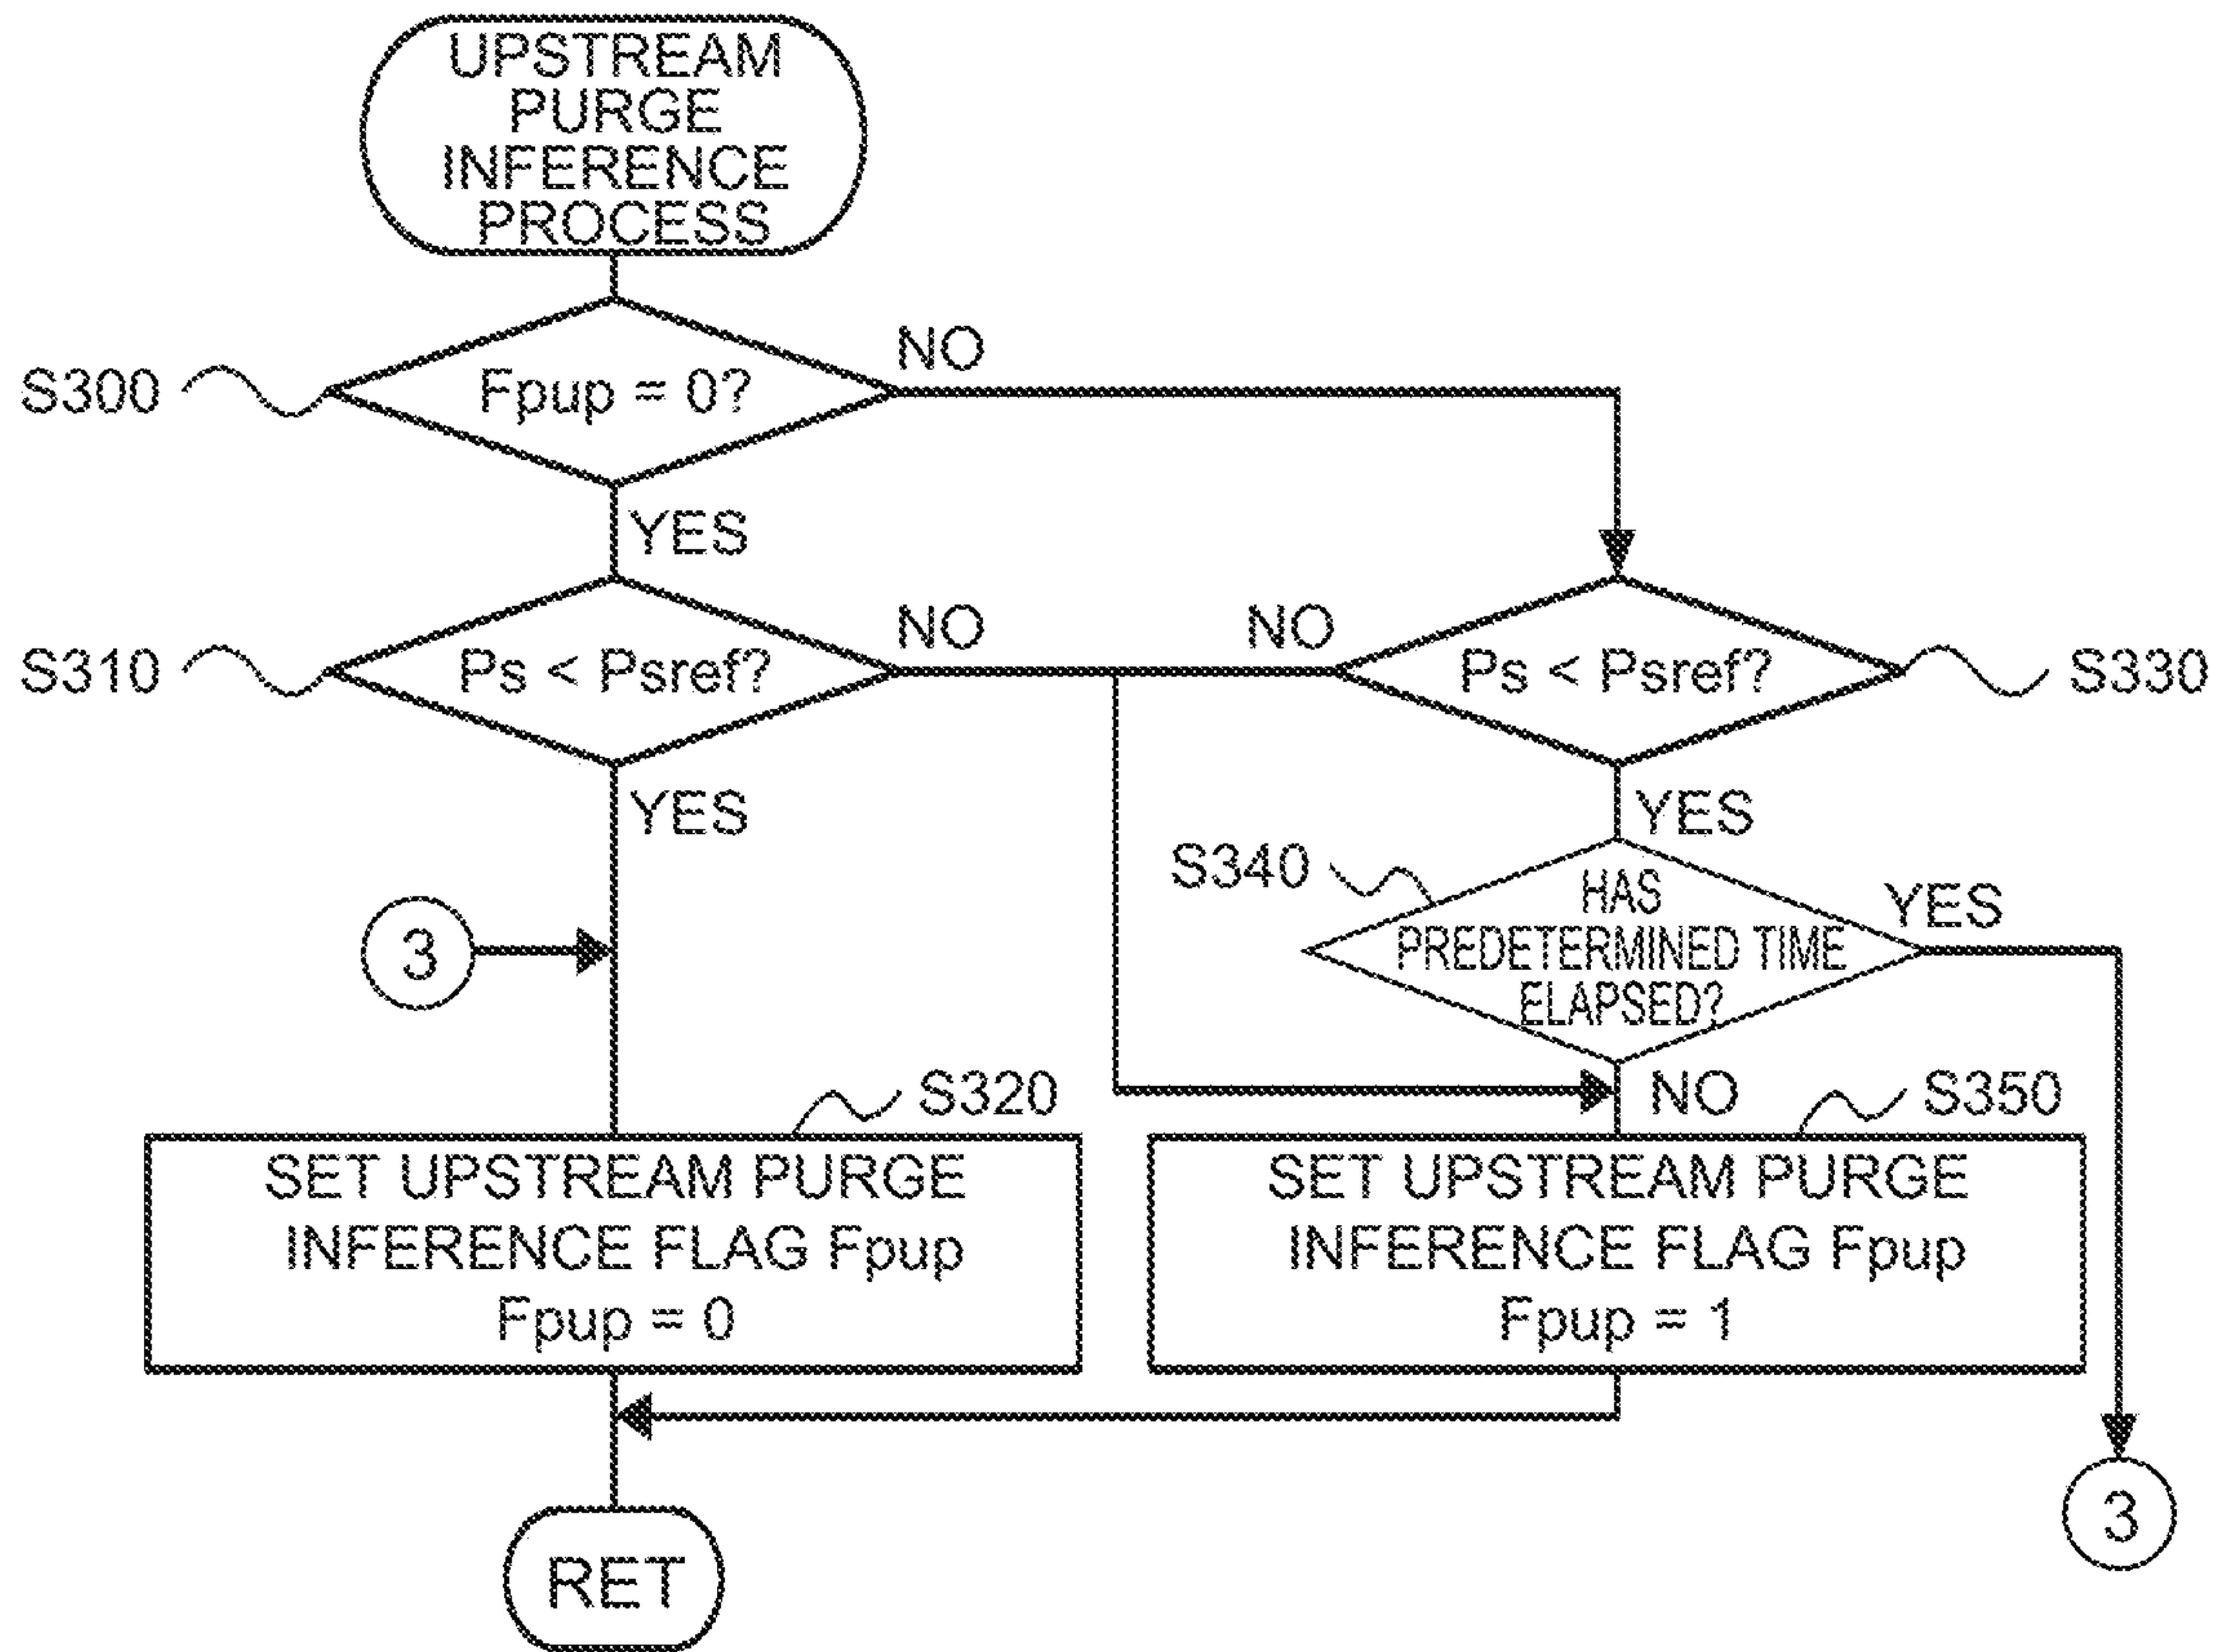 UPSTREAM
PURGE
INFERENCE
PROCESS
S300
Fpup = 0?
NO
YES
S310
Ps < Psref?
NO
NO
Ps < Psref?
S330
YES
YES
S340
HAS
PREDETERMINED TIME
ELAPSED?
YES
3
NO
S320
S350
SET UPSTREAM PURGE
INFERENCE FLAG Fpup
Fpup = 0
SET UPSTREAM PURGE
INFERENCE FLAG Fpup
Fpup = 1
3
RET